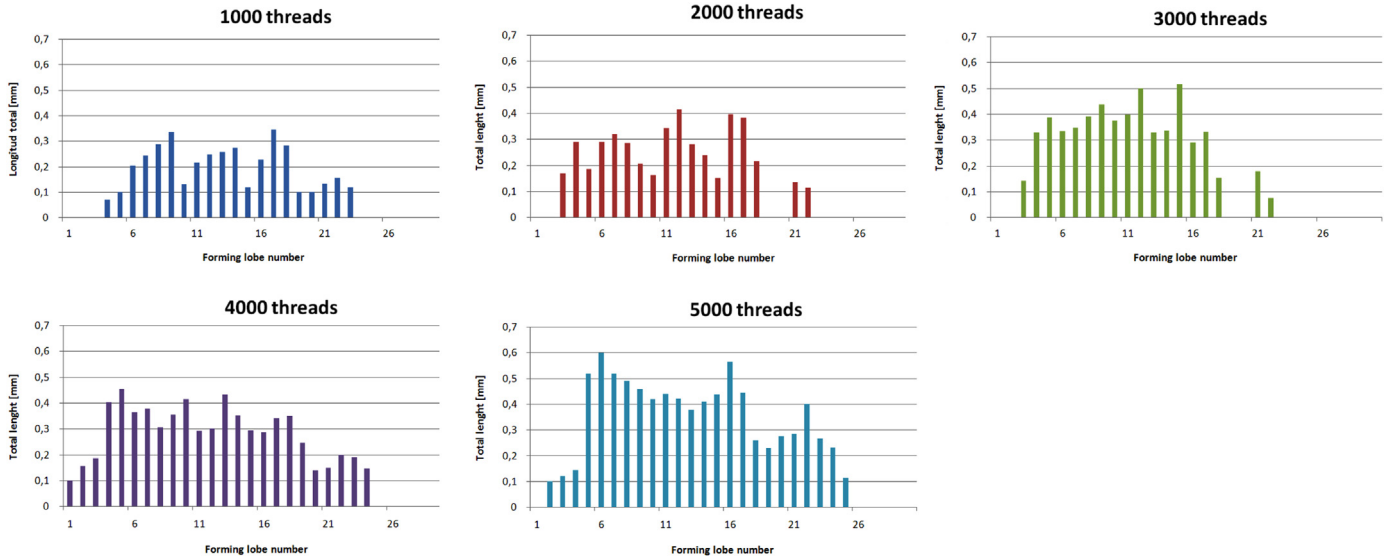 1000 threads
0,7
0,6
0,5
0,4
0,3
0,2
0,1
0
Longitud total [mm]
1 6 11 16 21 26
Forming lobe number
2000 threads
0,7
0,6
0,5
0,4
0,3
0,2
0,1
0
Total lenght [mm]
1 6 11 16 21 26
Forming lobe number
3000 threads
0,7
0,6
0,5
0,4
0,3
0,2
0,1
0
Total lenght [mm]
1 6 11 16 21 26
Forming lobe number
4000 threads
0,7
0,6
0,5
0,4
0,3
0,2
0,1
0
Total lenght [mm]
1 6 11 16 21 26
Forming lobe number
5000 threads
0,7
0,6
0,5
0,4
0,3
0,2
0,1
0
Total lenght [mm]
1 6 11 16 21 26
Forming lobe number